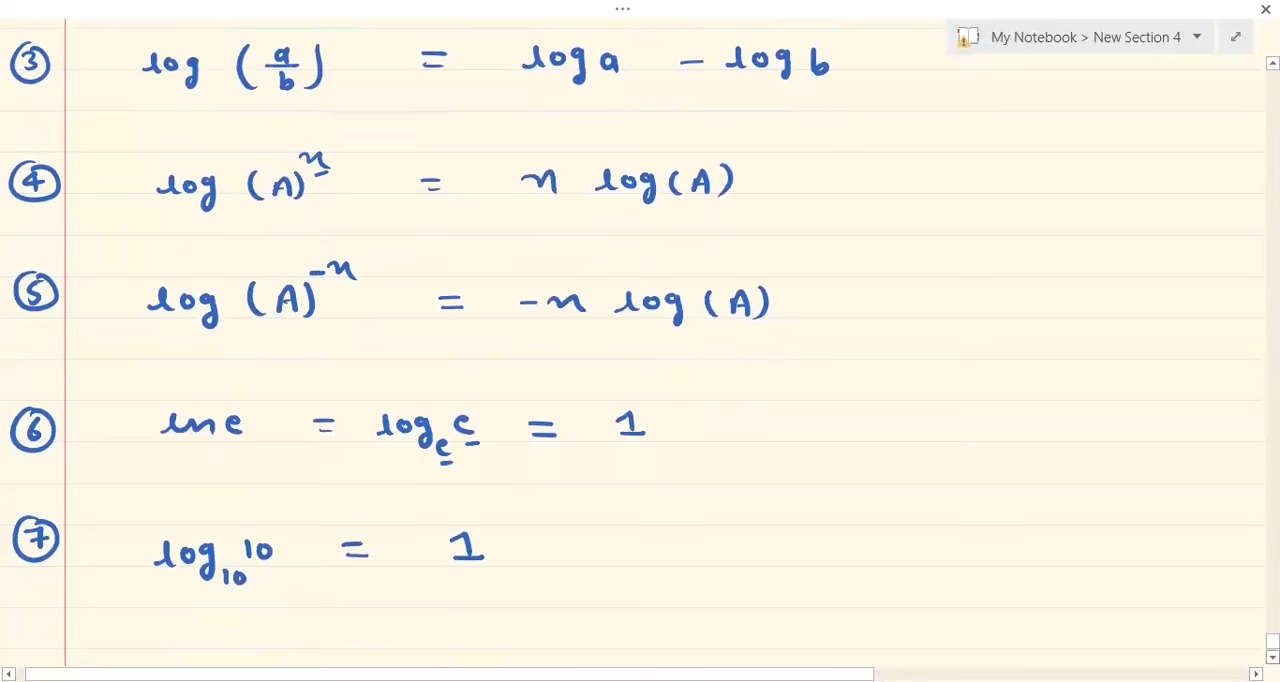 ...
My Notebook > New Section 4
③ log (a/b) = log a - log b
④ log (A)^n = n log (A)
⑤ log (A)^-n = -n log (A)
⑥ ln e = log_e e = 1
⑦ log_10 10 = 1